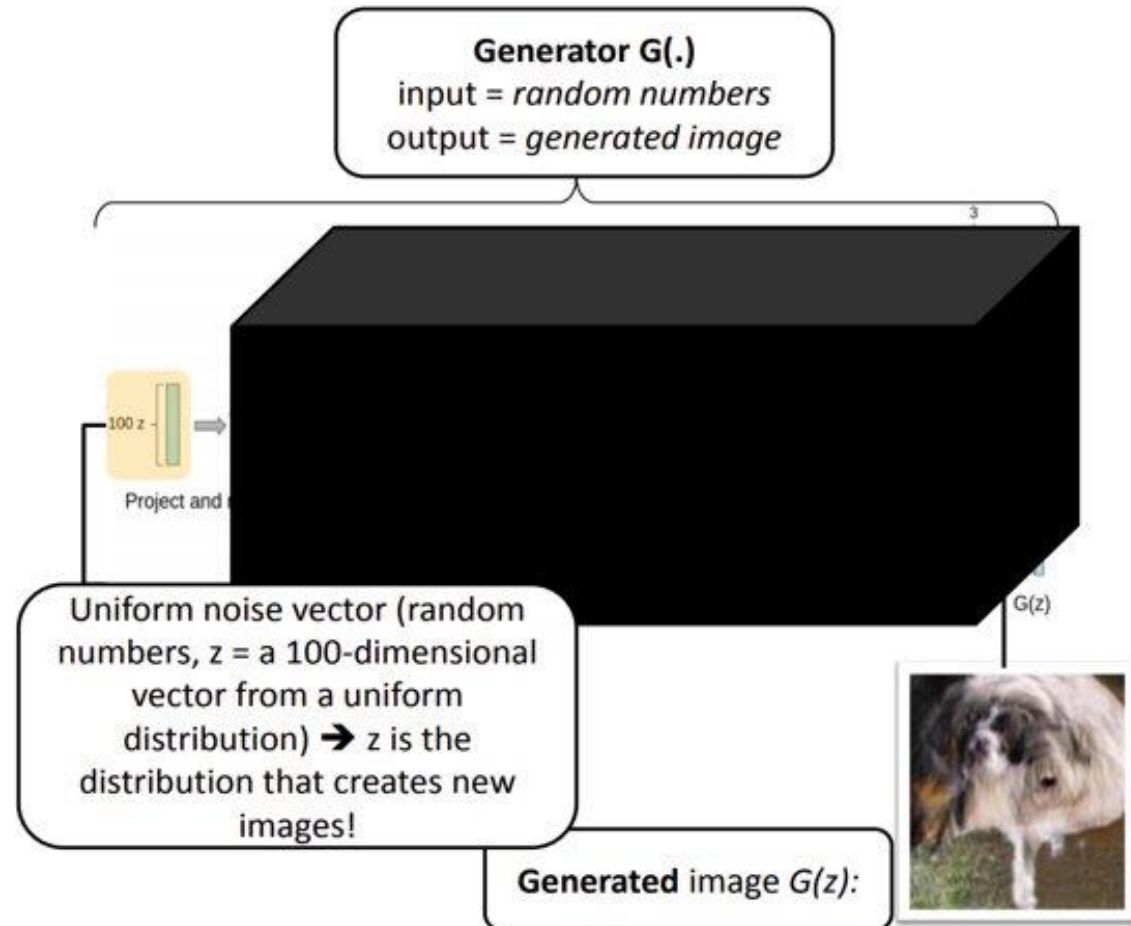 Generator G(.)
input = random numbers
output = generated image
3
100 z
Project and
Uniform noise vector (random
numbers, z = a 100-dimensional
vector from a uniform
distribution) ➔ z is the
distribution that creates new
images!
G(z)
Generated image G(z):